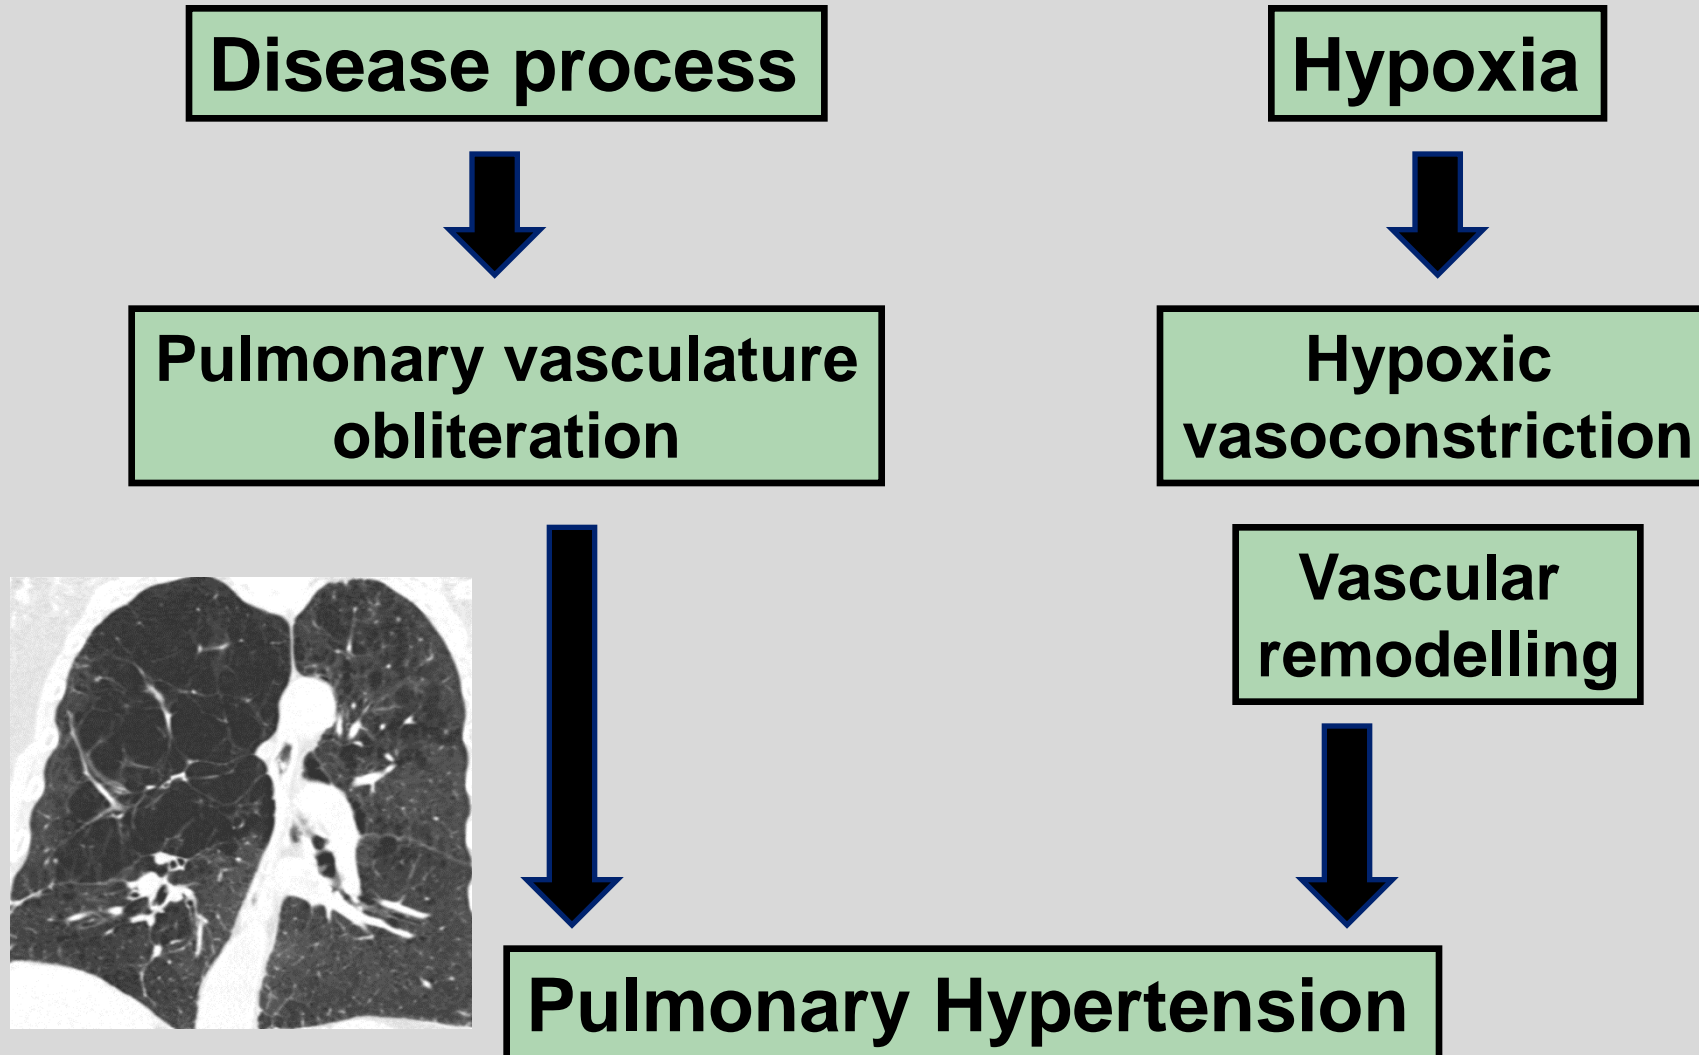 Disease process
Hypoxia
Pulmonary vasculature
obliteration
Hypoxic
vasoconstriction
Vascular
remodelling
Pulmonary Hypertension